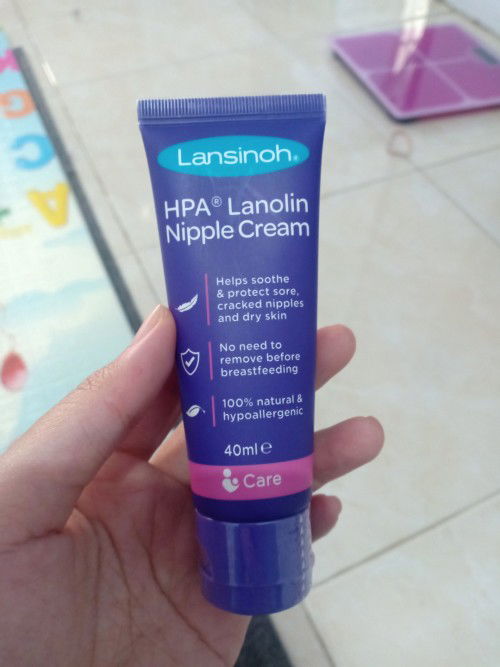 Lansinoh®
HPA® Lanolin
Nipple Cream
Helps soothe
& protect sore,
cracked nipples
and dry skin
No need to
remove before
breastfeeding
100% natural &
hypoallergenic
40ml e
Care
K
G
C
A